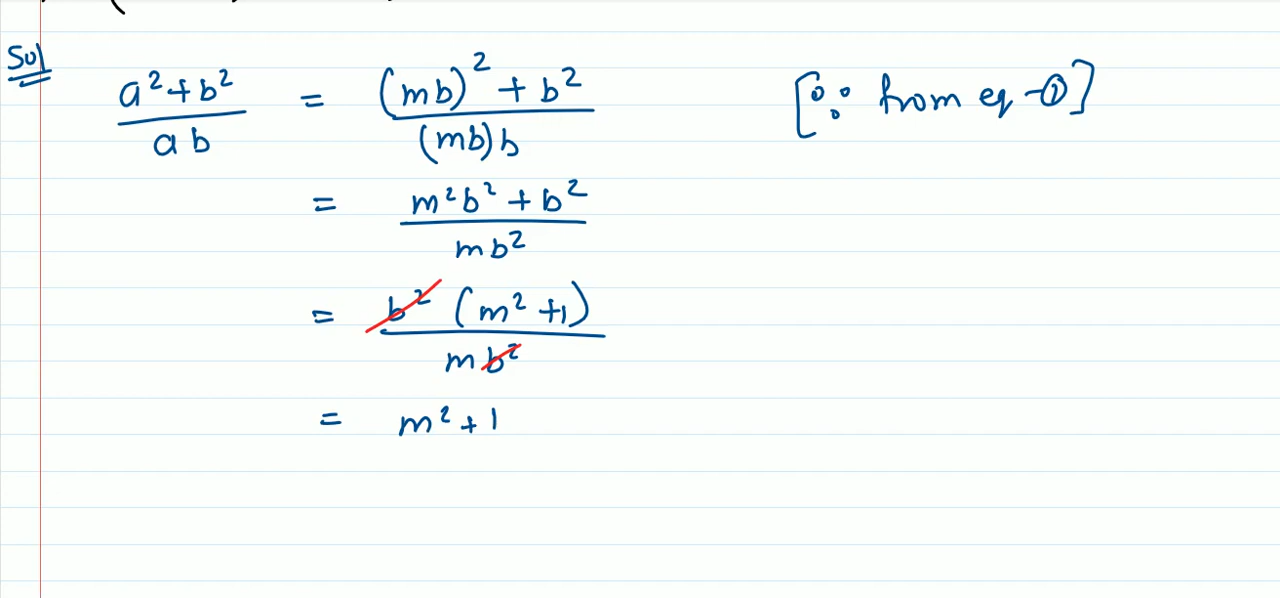 Sol
a²+b² / ab = (mb)² + b² / (mb)b [∵ from eq-①]
= m²b² + b² / mb²
= b² (m²+1) / mb²
= m²+1